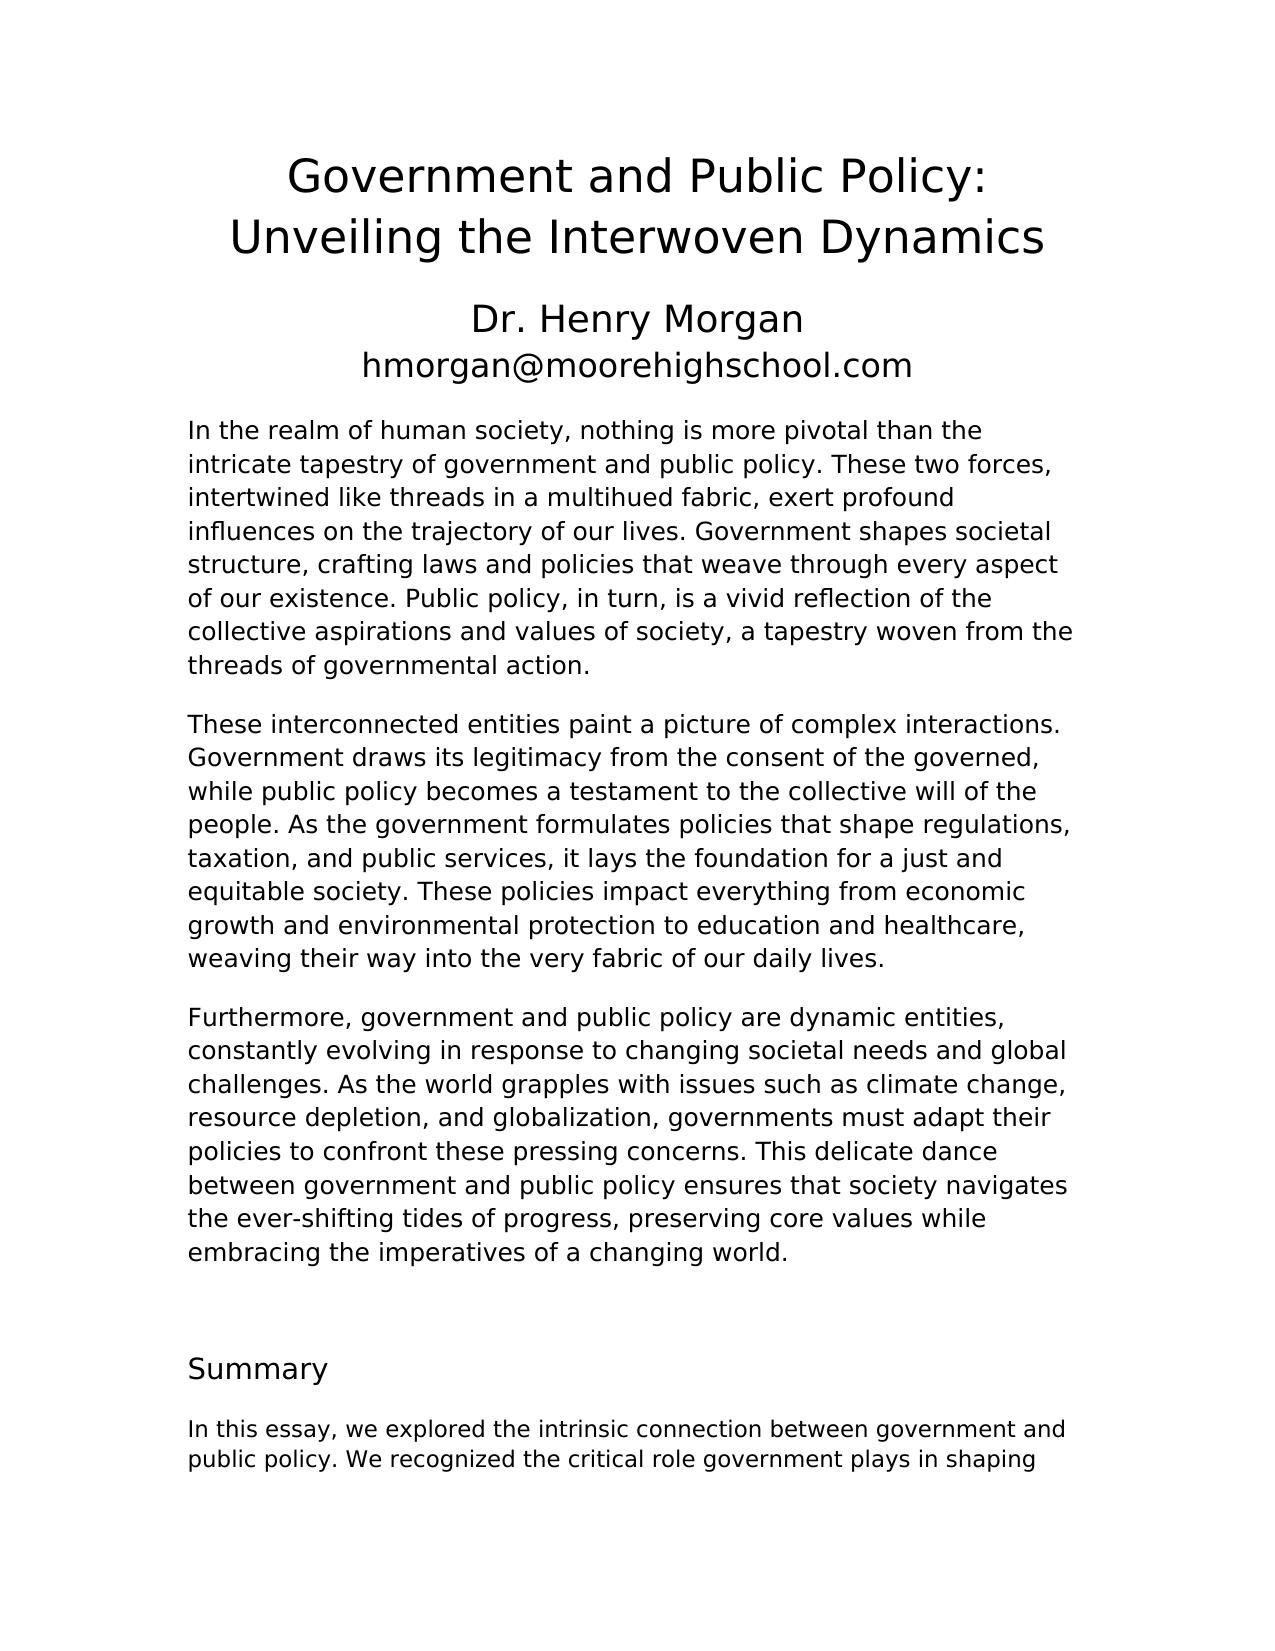 Government and Public Policy:
Unveiling the Interwoven Dynamics
Dr. Henry Morgan
hmorgan@moorehighschool.com
In the realm of human society, nothing is more pivotal than the
intricate tapestry of government and public policy. These two forces,
intertwined like threads in a multihued fabric, exert profound
influences on the trajectory of our lives. Government shapes societal
structure, crafting laws and policies that weave through every aspect
of our existence. Public policy, in turn, is a vivid reflection of the
collective aspirations and values of society, a tapestry woven from the
threads of governmental action.
These interconnected entities paint a picture of complex interactions.
Government draws its legitimacy from the consent of the governed,
while public policy becomes a testament to the collective will of the
people. As the government formulates policies that shape regulations,
taxation, and public services, it lays the foundation for a just and
equitable society. These policies impact everything from economic
growth and environmental protection to education and healthcare,
weaving their way into the very fabric of our daily lives.
Furthermore, government and public policy are dynamic entities,
constantly evolving in response to changing societal needs and global
challenges. As the world grapples with issues such as climate change,
resource depletion, and globalization, governments must adapt their
policies to confront these pressing concerns. This delicate dance
between government and public policy ensures that society navigates
the ever-shifting tides of progress, preserving core values while
embracing the imperatives of a changing world.
Summary
In this essay, we explored the intrinsic connection between government and
public policy. We recognized the critical role government plays in shaping